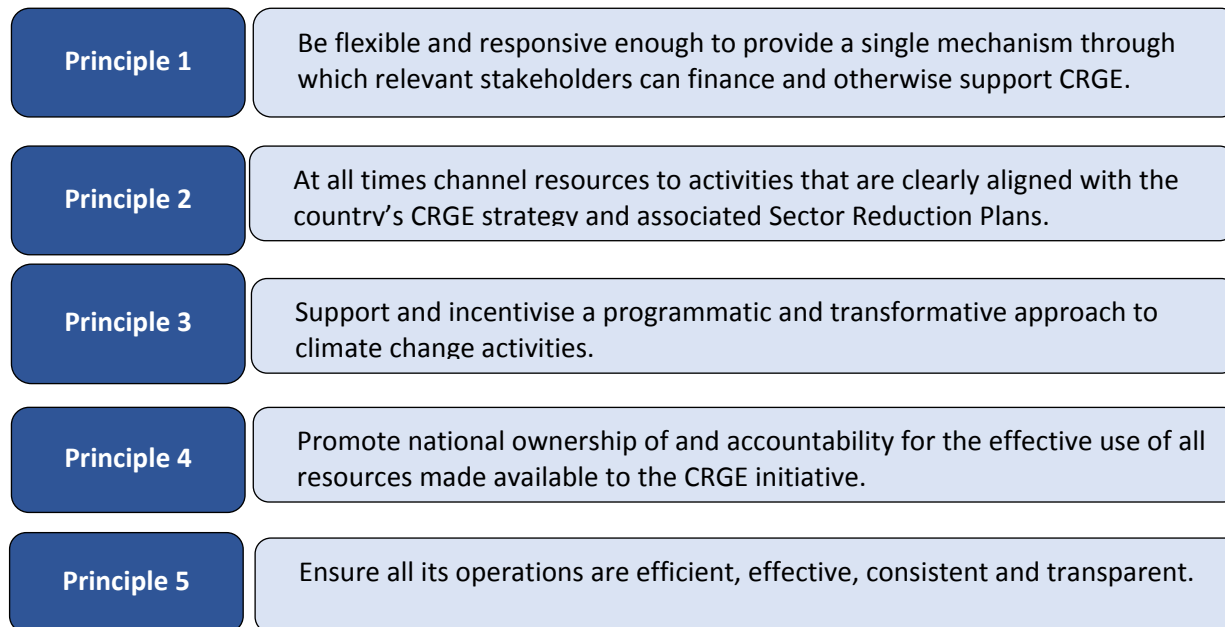 Principle 1
Be flexible and responsive enough to provide a single mechanism through
which relevant stakeholders can finance and otherwise support CRGE.
Principle 2
At all times channel resources to activities that are clearly aligned with the
country's CRGE strategy and associated Sector Reduction Plans.
Principle 3
Support and incentivise a programmatic and transformative approach to
climate change activities.
Principle 4
Promote national ownership of and accountability for the effective use of all
resources made available to the CRGE initiative.
Principle 5
Ensure all its operations are efficient, effective, consistent and transparent.